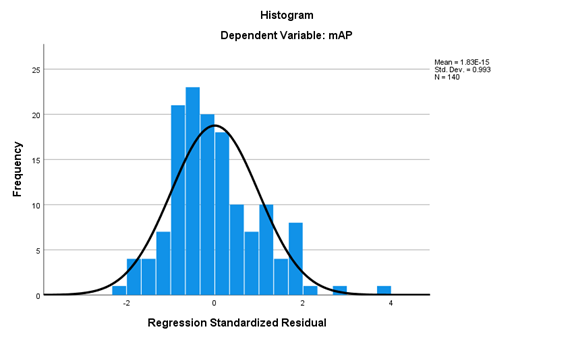 Histogram
Dependent Variable: mAP
Mean = 1.83E-15
Std. Dev. = 0.993
N = 140
25
20
15
10
5
0
Frequency
-2 0 2 4
Regression Standardized Residual